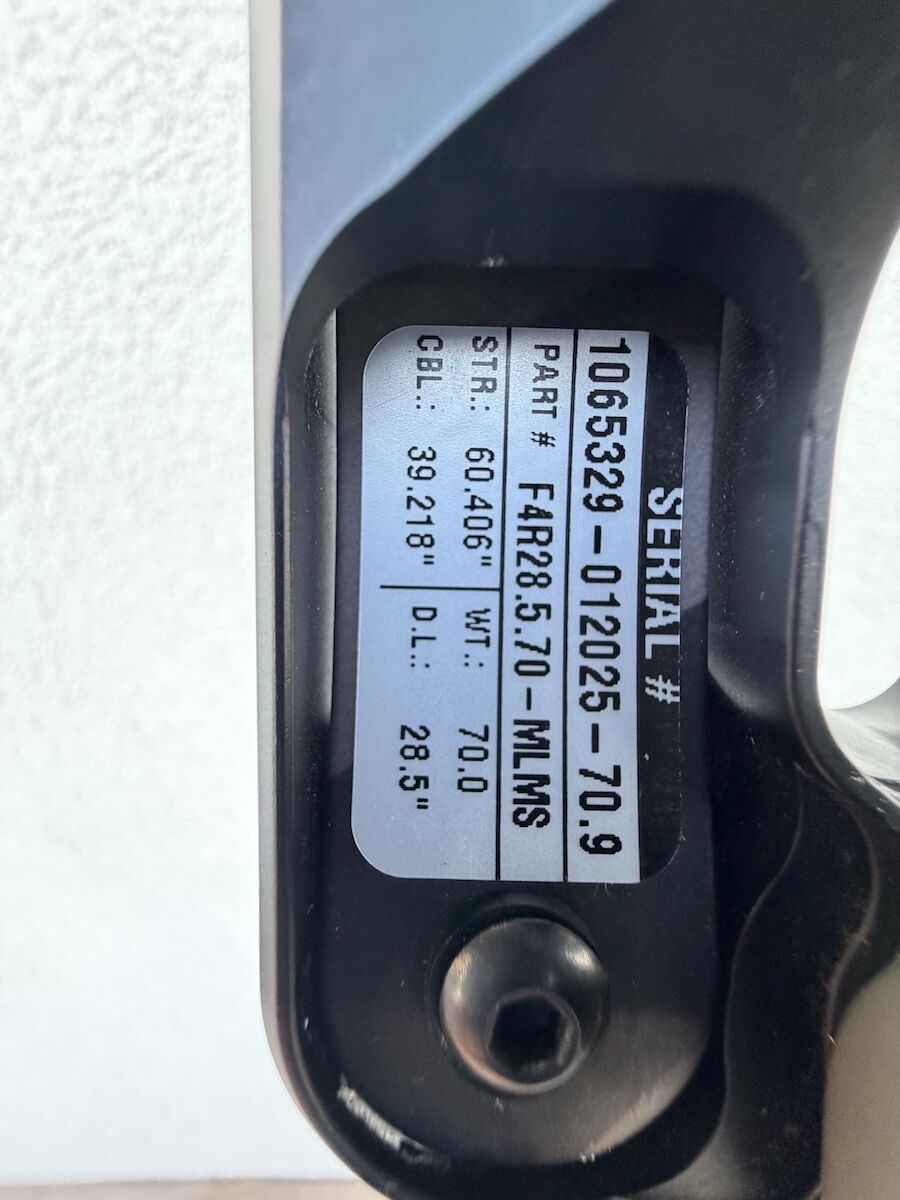 SERIAL #
1065329-012025-70.9
PART # F4R28.5.70-MLMS
STR.: 60.406" WT.: 70.0
CBL.: 39.218" D.L.: 28.5"